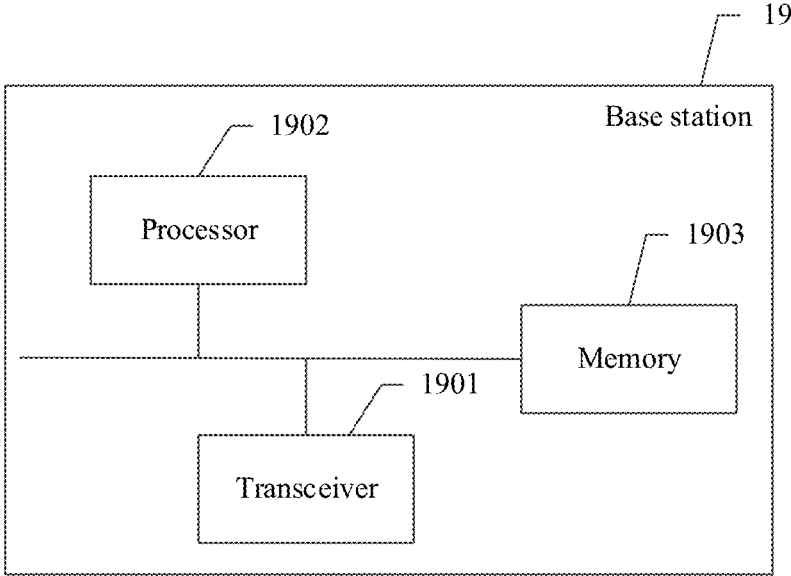 19
Base station
1902
Processor
1903
Memory
1901
Transceiver